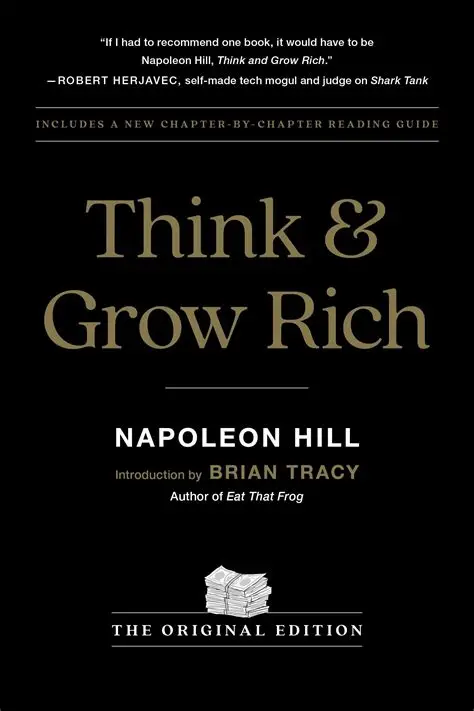 “If I had to recommend one book, it would have to be
Napoleon Hill, Think and Grow Rich.”
—ROBERT HERJAVEC, self-made tech mogul and judge on Shark Tank
INCLUDES A NEW CHAPTER-BY-CHAPTER READING GUIDE
Think &
Grow Rich
NAPOLEON HILL
Introduction by BRIAN TRACY
Author of Eat That Frog
THE ORIGINAL EDITION